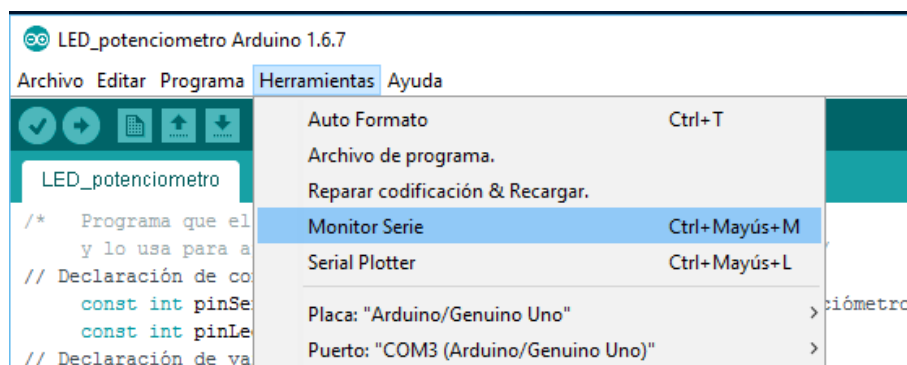 LED_potenciometro Arduino 1.6.7
Archivo Editar Programa Herramientas Ayuda
Auto Formato Ctrl+T
Archivo de programa.
LED_potenciometro
Reparar codificación & Recargar.
/* Programa que el
Monitor Serie Ctrl+Mayús+M
y lo usa para a
Serial Plotter Ctrl+Mayús+L
// Declaración de co
const int pinSe
Placa: "Arduino/Genuino Uno"
ciómetro
const int pinLe
Puerto: "COM3 (Arduino/Genuino Uno)"
// Declaración de va